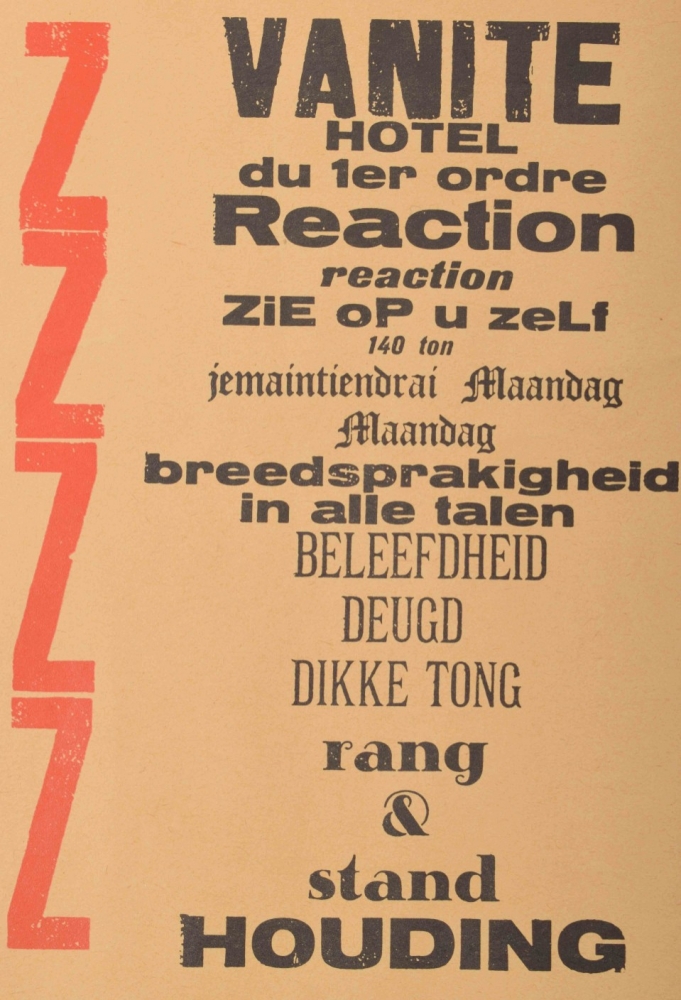 Z
Z
Z
Z
VANITE
HOTEL
du 1er ordre
Reaction
reaction
ZiE oP u zeLf
140 ton
jemaintiendrai Maandag
Maandag
breedsprakigheid
in alle talen
BELEEFDHEID
DEUGD
DIKKE TONG
rang
&
stand
HOUDING